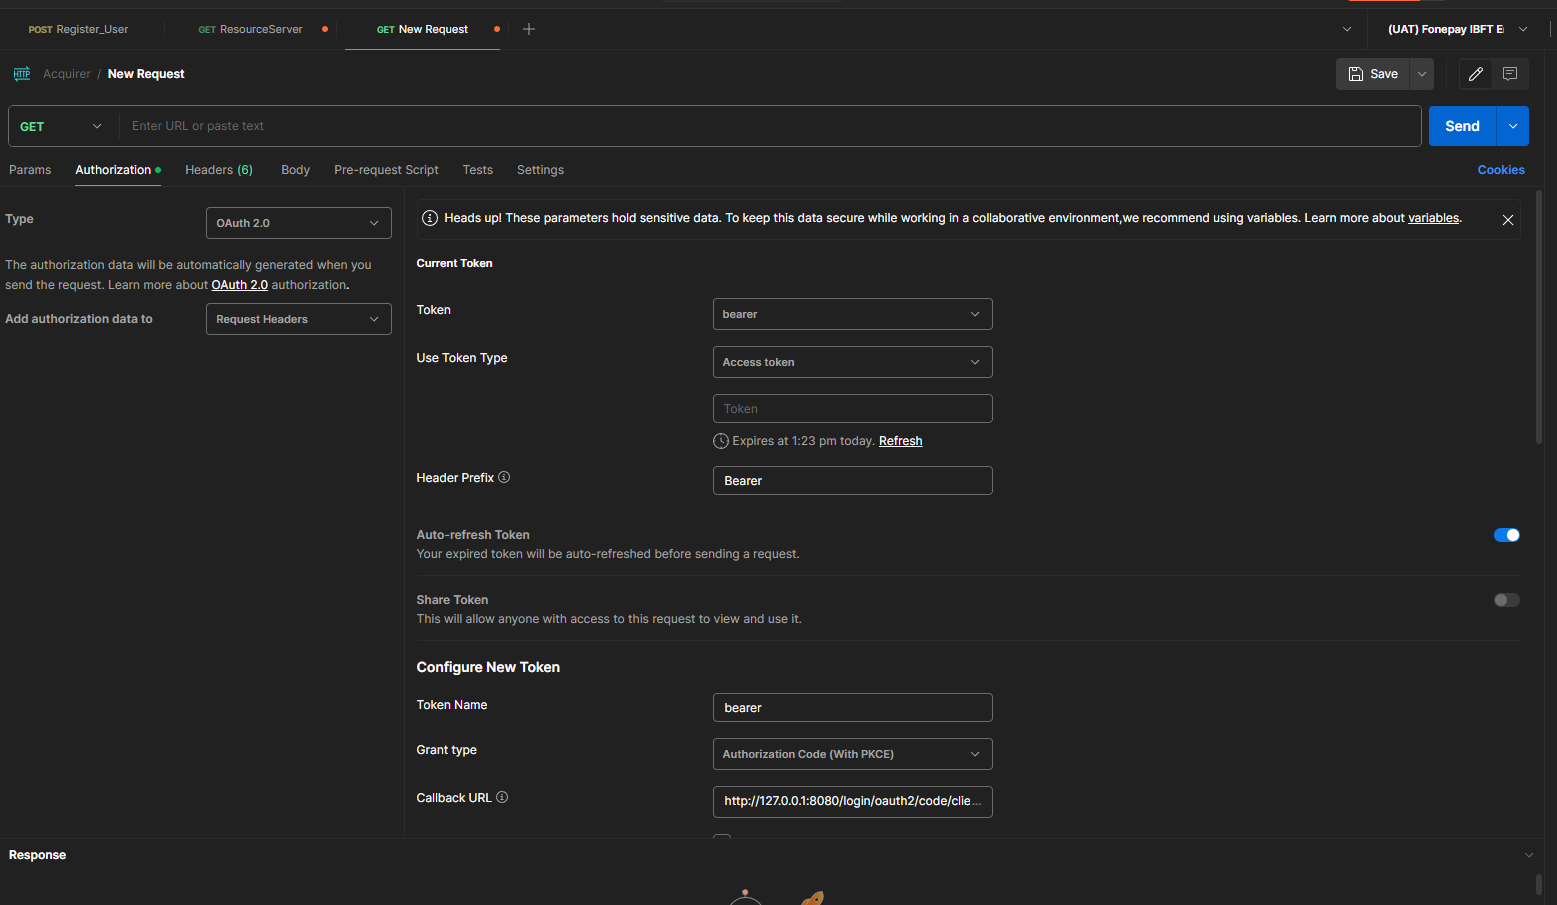 POST Register_User
GET ResourceServer
GET New Request
(UAT) Fonepay IBFT E
HTTP Acquirer / New Request
Save
GET
Enter URL or paste text
Send
Params
Authorization
Headers (6)
Body
Pre-request Script
Tests
Settings
Cookies
Type
OAuth 2.0
The authorization data will be automatically generated when you
send the request. Learn more about OAuth 2.0 authorization.
Add authorization data to
Request Headers
Heads up! These parameters hold sensitive data. To keep this data secure while working in a collaborative environment,we recommend using variables. Learn more about variables.
Current Token
Token
bearer
Use Token Type
Access token
Token
Expires at 1:23 pm today. Refresh
Header Prefix
Bearer
Auto-refresh Token
Your expired token will be auto-refreshed before sending a request.
Share Token
This will allow anyone with access to this request to view and use it.
Configure New Token
Token Name
bearer
Grant type
Authorization Code (With PKCE)
Callback URL
http://127.0.0.1:8080/login/oauth2/code/clie...
Response